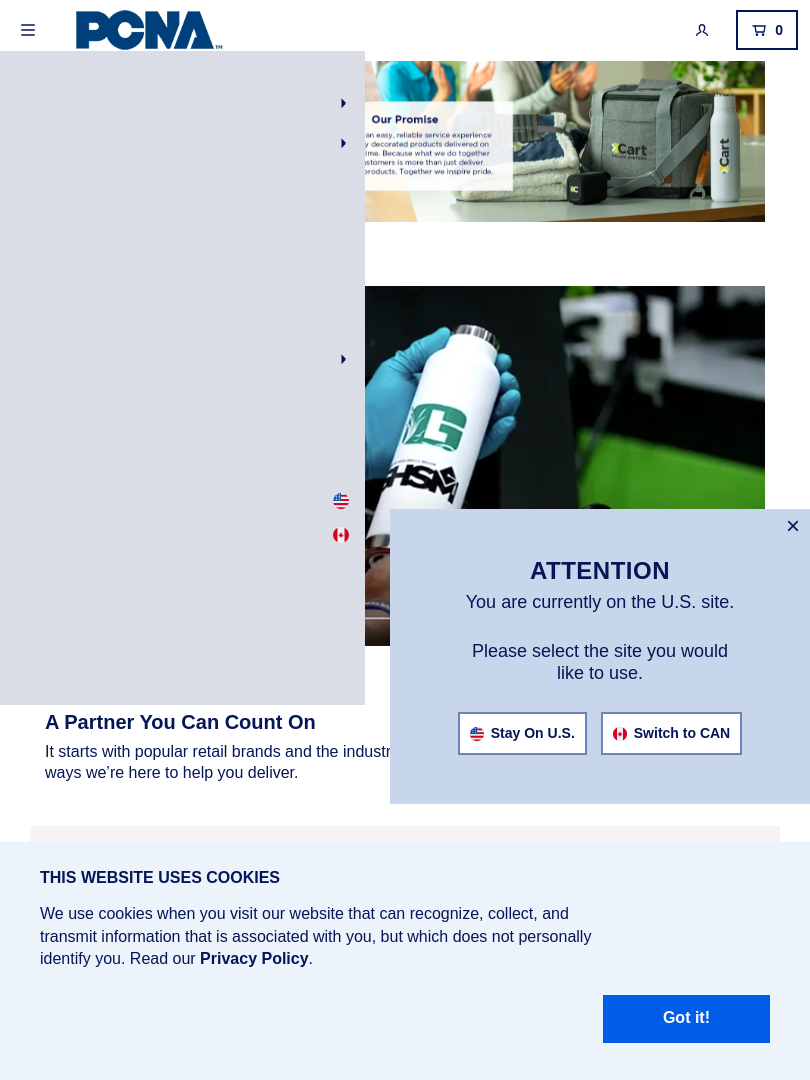 PCNA™
0
Our Promise
an easy, reliable service experience
y decorated products delivered on
ime. Because what we do together
ustomers is more than just deliver
products. Together we inspire pride.
Cart
Cart
C
G
HSM
ATTENTION
You are currently on the U.S. site.
Please select the site you would
like to use.
Stay On U.S.
Switch to CAN
A Partner You Can Count On
It starts with popular retail brands and the industr
ways we’re here to help you deliver.
THIS WEBSITE USES COOKIES
We use cookies when you visit our website that can recognize, collect, and
transmit information that is associated with you, but which does not personally
identify you. Read our Privacy Policy.
Got it!